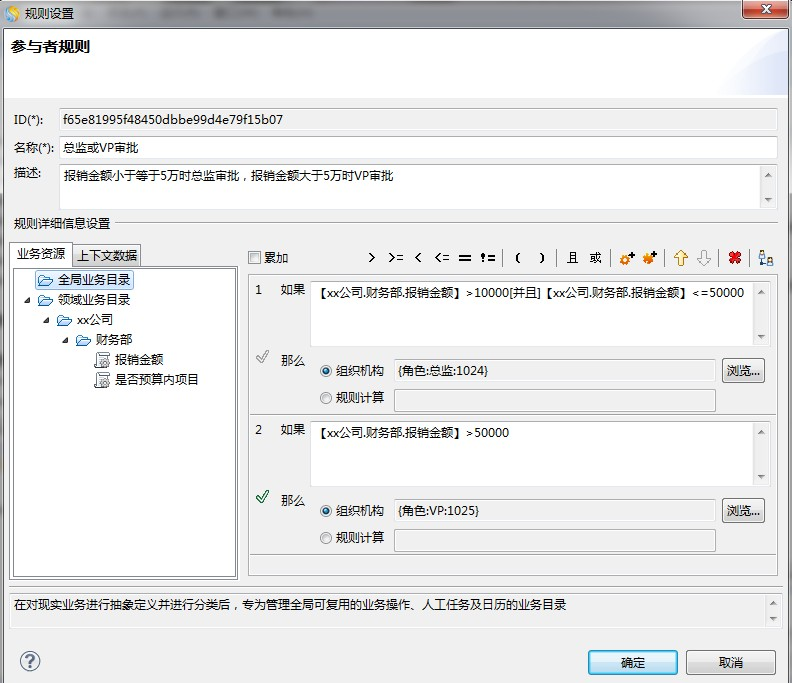 规则设置
参与者规则
ID(*): f65e81995f48450dbbe99d4e79f15b07
名称(*): 总监或VP审批
描述: 报销金额小于等于5万时总监审批，报销金额大于5万时VP审批
规则详细信息设置
业务资源 上下文数据
全局业务目录
领域业务目录
xx公司
财务部
报销金额
是否预算内项目
累加 > >= < <= == != ( ) 且 或
1 如果 【xx公司.财务部.报销金额】>10000[并且]【xx公司.财务部.报销金额】<=50000
那么 组织机构 {角色:总监:1024} 浏览...
规则计算
2 如果 【xx公司.财务部.报销金额】>50000
那么 组织机构 {角色:VP:1025} 浏览...
规则计算
在对现实业务进行抽象定义并进行分类后，专为管理全局可复用的业务操作、人工任务及日历的业务目录
确定 取消